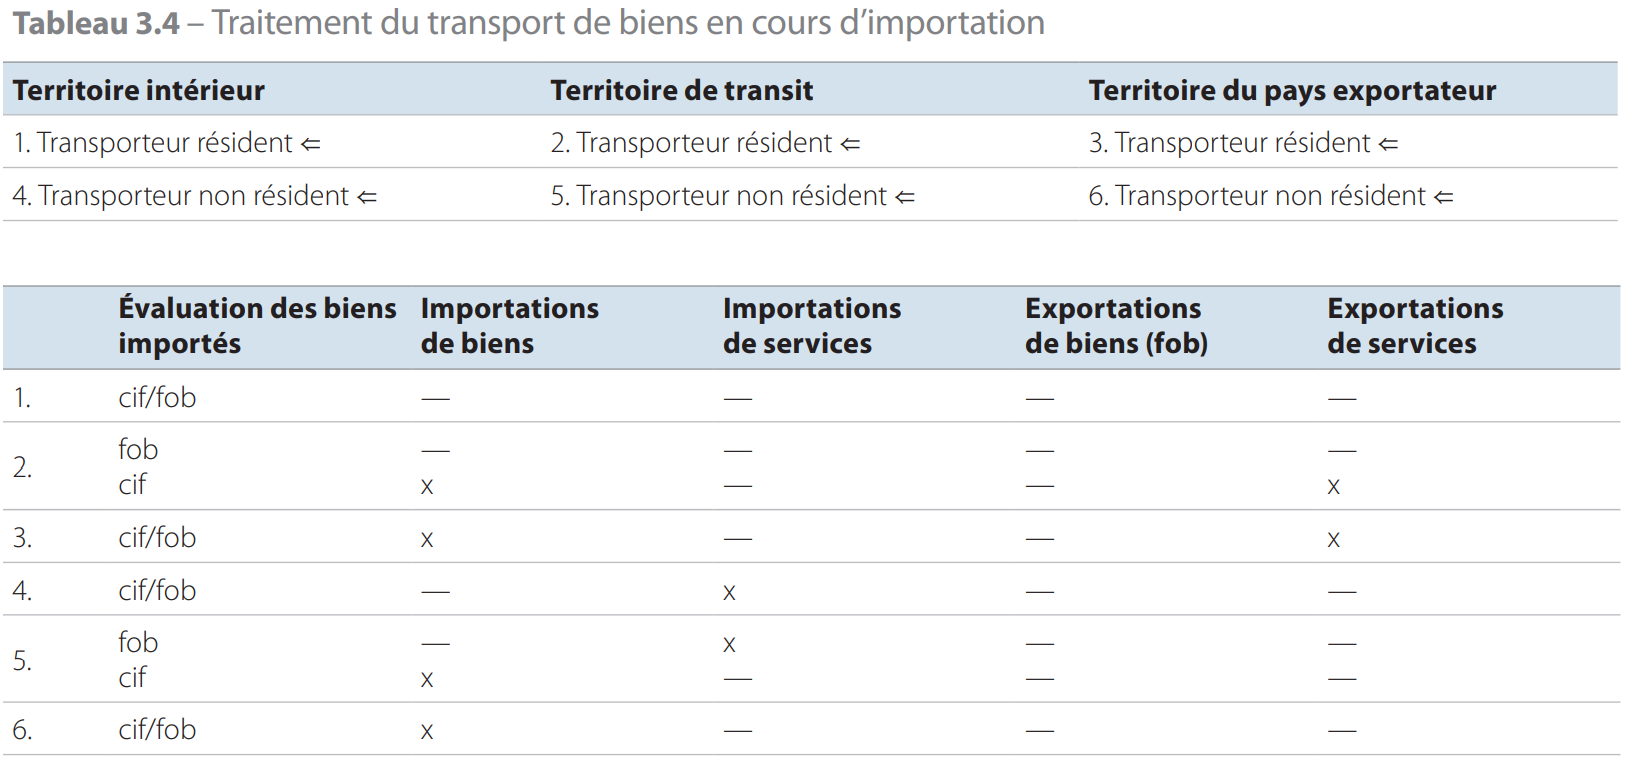 Tableau 3.4 – Traitement du transport de biens en cours d’importation
Territoire intérieur Territoire de transit Territoire du pays exportateur
1. Transporteur résident ⇐ 2. Transporteur résident ⇐ 3. Transporteur résident ⇐
4. Transporteur non résident ⇐ 5. Transporteur non résident ⇐ 6. Transporteur non résident ⇐
Évaluation des biens importés Importations de biens Importations de services Exportations de biens (fob) Exportations de services
1. cif/fob — — — —
2. fob — — — —
cif x — — x
3. cif/fob x — — x
4. cif/fob — x — —
5. fob — x — —
cif x — — —
6. cif/fob x — — —